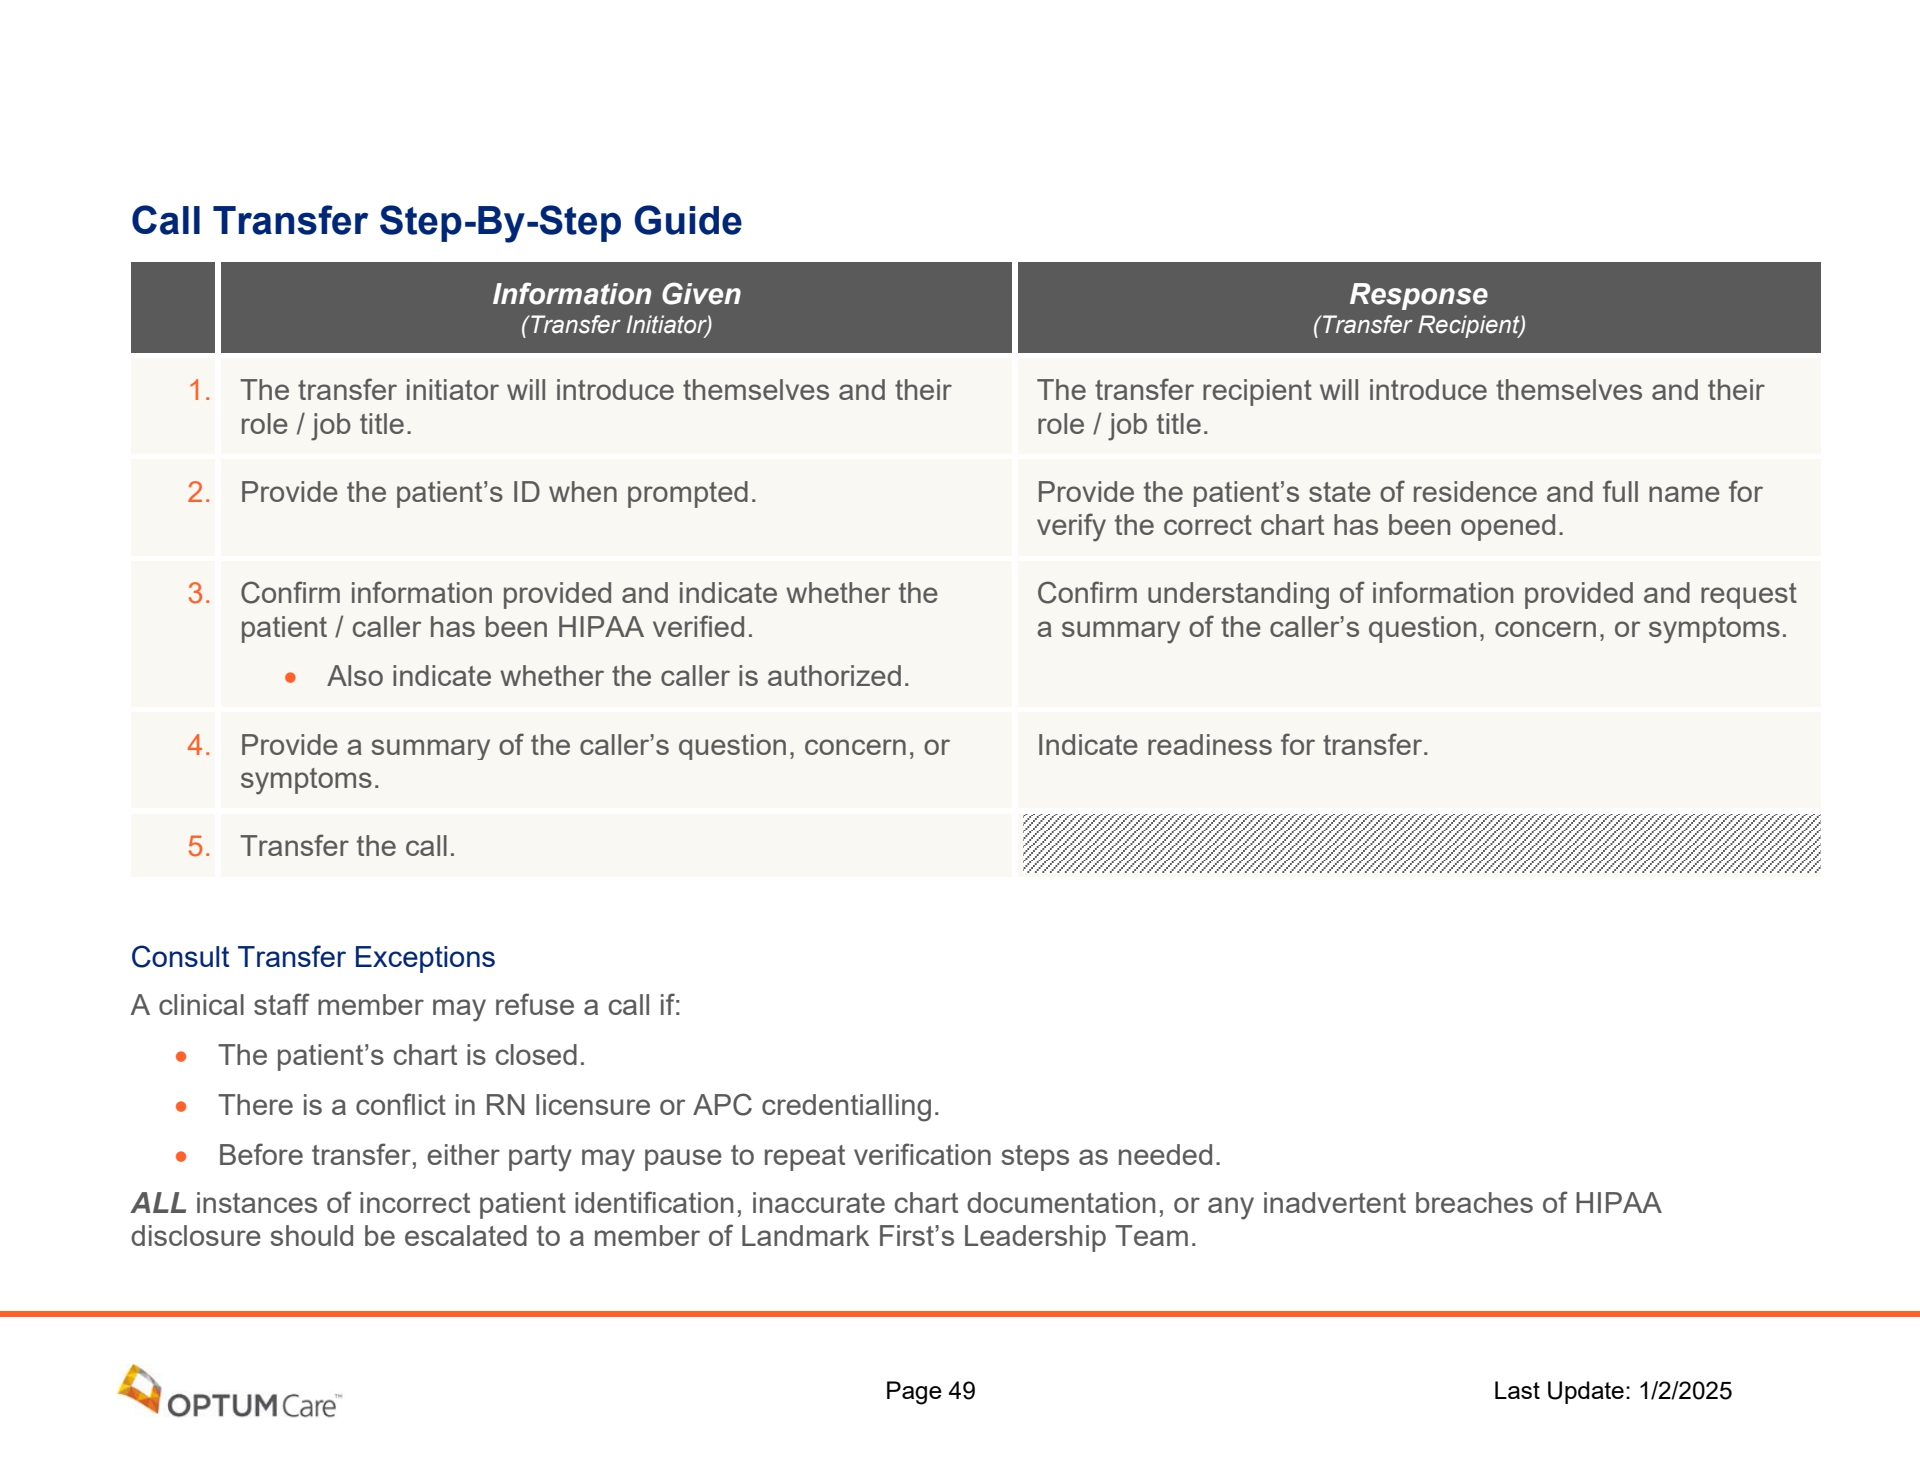 Call Transfer Step-By-Step Guide
Information Given
(Transfer Initiator)
Response
(Transfer Recipient)
1.
The transfer initiator will introduce themselves and their
role / job title.
The transfer recipient will introduce themselves and their
role / job title.
2.
Provide the patient’s ID when prompted.
Provide the patient’s state of residence and full name for
verify the correct chart has been opened.
3.
Confirm information provided and indicate whether the
patient / caller has been HIPAA verified.
• Also indicate whether the caller is authorized.
Confirm understanding of information provided and request
a summary of the caller’s question, concern, or symptoms.
4.
Provide a summary of the caller’s question, concern, or
symptoms.
Indicate readiness for transfer.
5.
Transfer the call.
Consult Transfer Exceptions
A clinical staff member may refuse a call if:
• The patient’s chart is closed.
• There is a conflict in RN licensure or APC credentialling.
• Before transfer, either party may pause to repeat verification steps as needed.
ALL instances of incorrect patient identification, inaccurate chart documentation, or any inadvertent breaches of HIPAA
disclosure should be escalated to a member of Landmark First’s Leadership Team.
OPTUM Care™
Page 49
Last Update: 1/2/2025